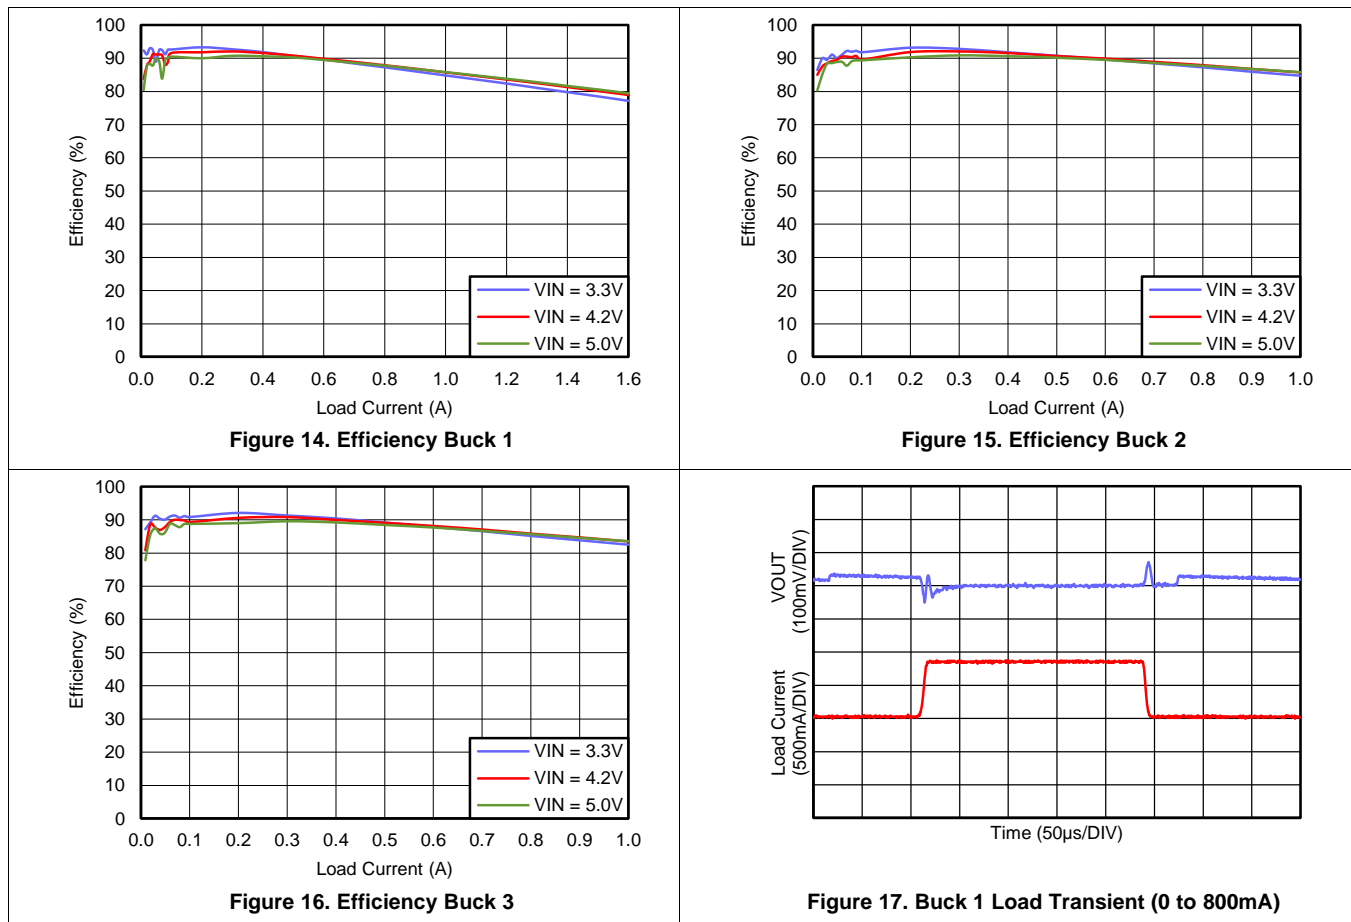 100
90
80
70
60
50
40
30
20
10
0
Efficiency (%)
VIN = 3.3V
VIN = 4.2V
VIN = 5.0V
0.0 0.2 0.4 0.6 0.8 1.0 1.2 1.4 1.6
Load Current (A)
Figure 14. Efficiency Buck 1
100
90
80
70
60
50
40
30
20
10
0
Efficiency (%)
VIN = 3.3V
VIN = 4.2V
VIN = 5.0V
0.0 0.1 0.2 0.3 0.4 0.5 0.6 0.7 0.8 0.9 1.0
Load Current (A)
Figure 15. Efficiency Buck 2
100
90
80
70
60
50
40
30
20
10
0
Efficiency (%)
VIN = 3.3V
VIN = 4.2V
VIN = 5.0V
0.0 0.1 0.2 0.3 0.4 0.5 0.6 0.7 0.8 0.9 1.0
Load Current (A)
Figure 16. Efficiency Buck 3
VOUT
(100mV/DIV)
Load Current
(500mA/DIV)
Time (50µs/DIV)
Figure 17. Buck 1 Load Transient (0 to 800mA)